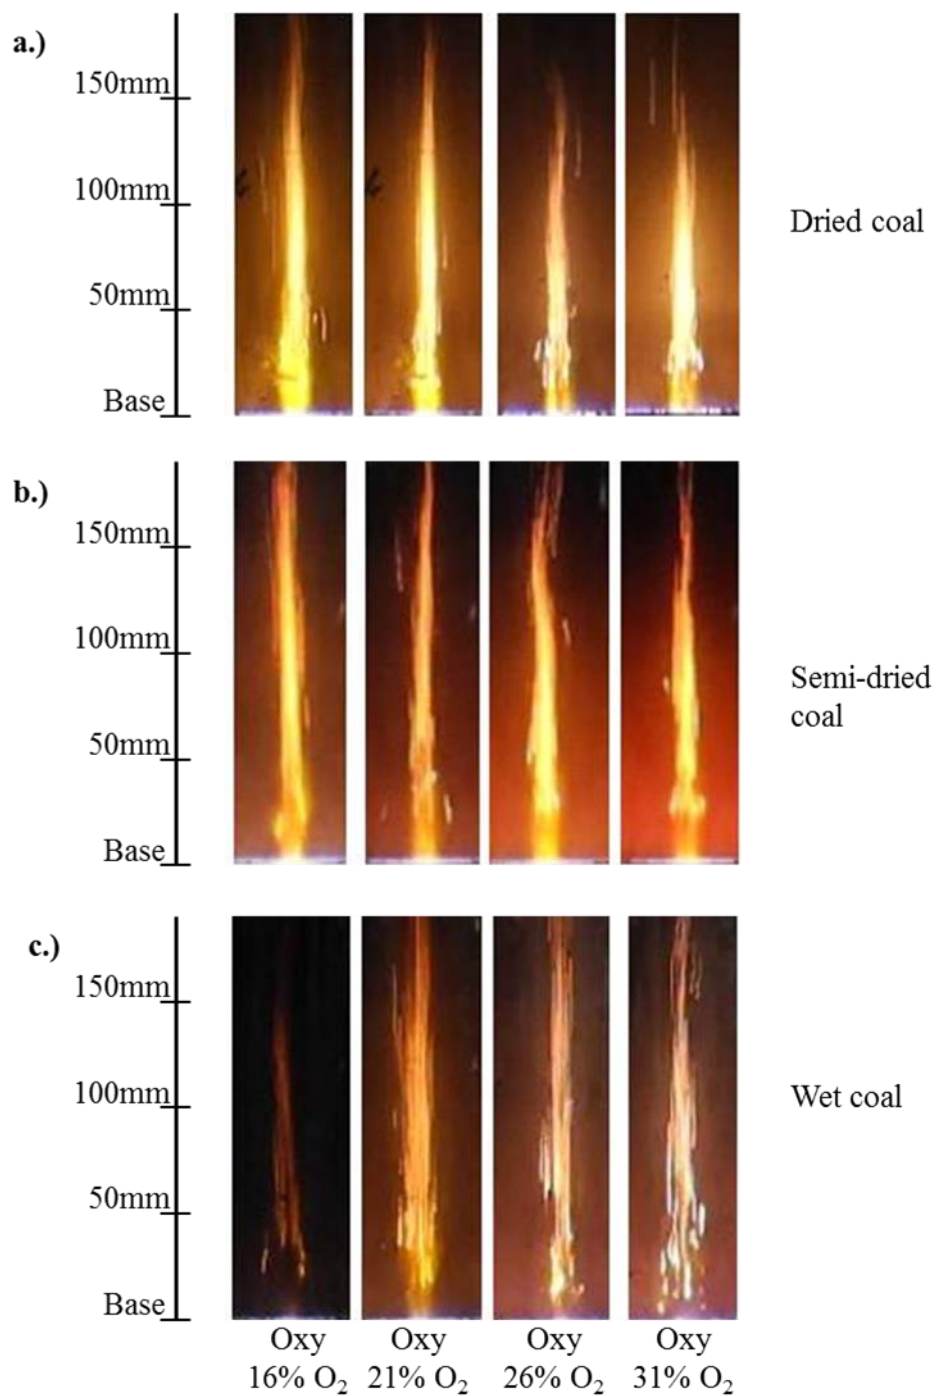 a.)
150mm
100mm
50mm
Base
Dried coal
b.)
150mm
100mm
50mm
Base
Semi-dried
coal
c.)
150mm
100mm
50mm
Base
Wet coal
Oxy Oxy Oxy Oxy
16% O₂ 21% O₂ 26% O₂ 31% O₂